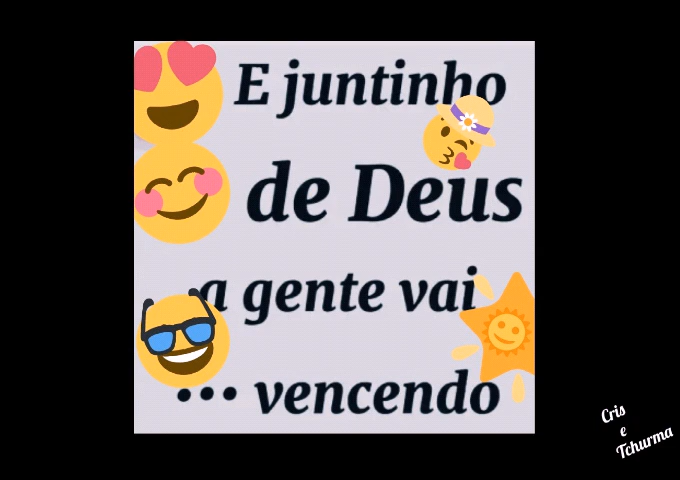 E juntinho
de Deus
a gente vai
... vencendo
Cris
e
Tchurma